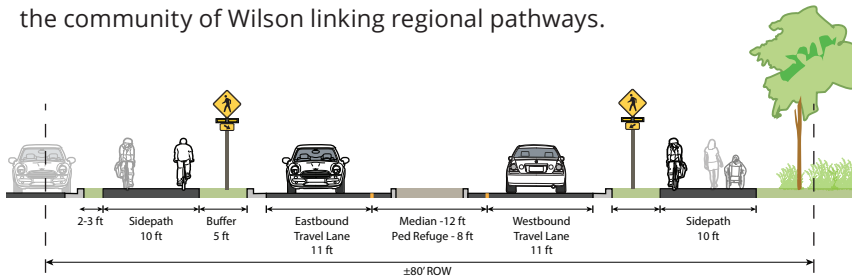 the community of Wilson linking regional pathways.
2-3 ft
Sidepath
10 ft
Buffer
5 ft
Eastbound
Travel Lane
11 ft
Median -12 ft
Ped Refuge - 8 ft
Westbound
Travel Lane
11 ft
Sidepath
10 ft
±80' ROW